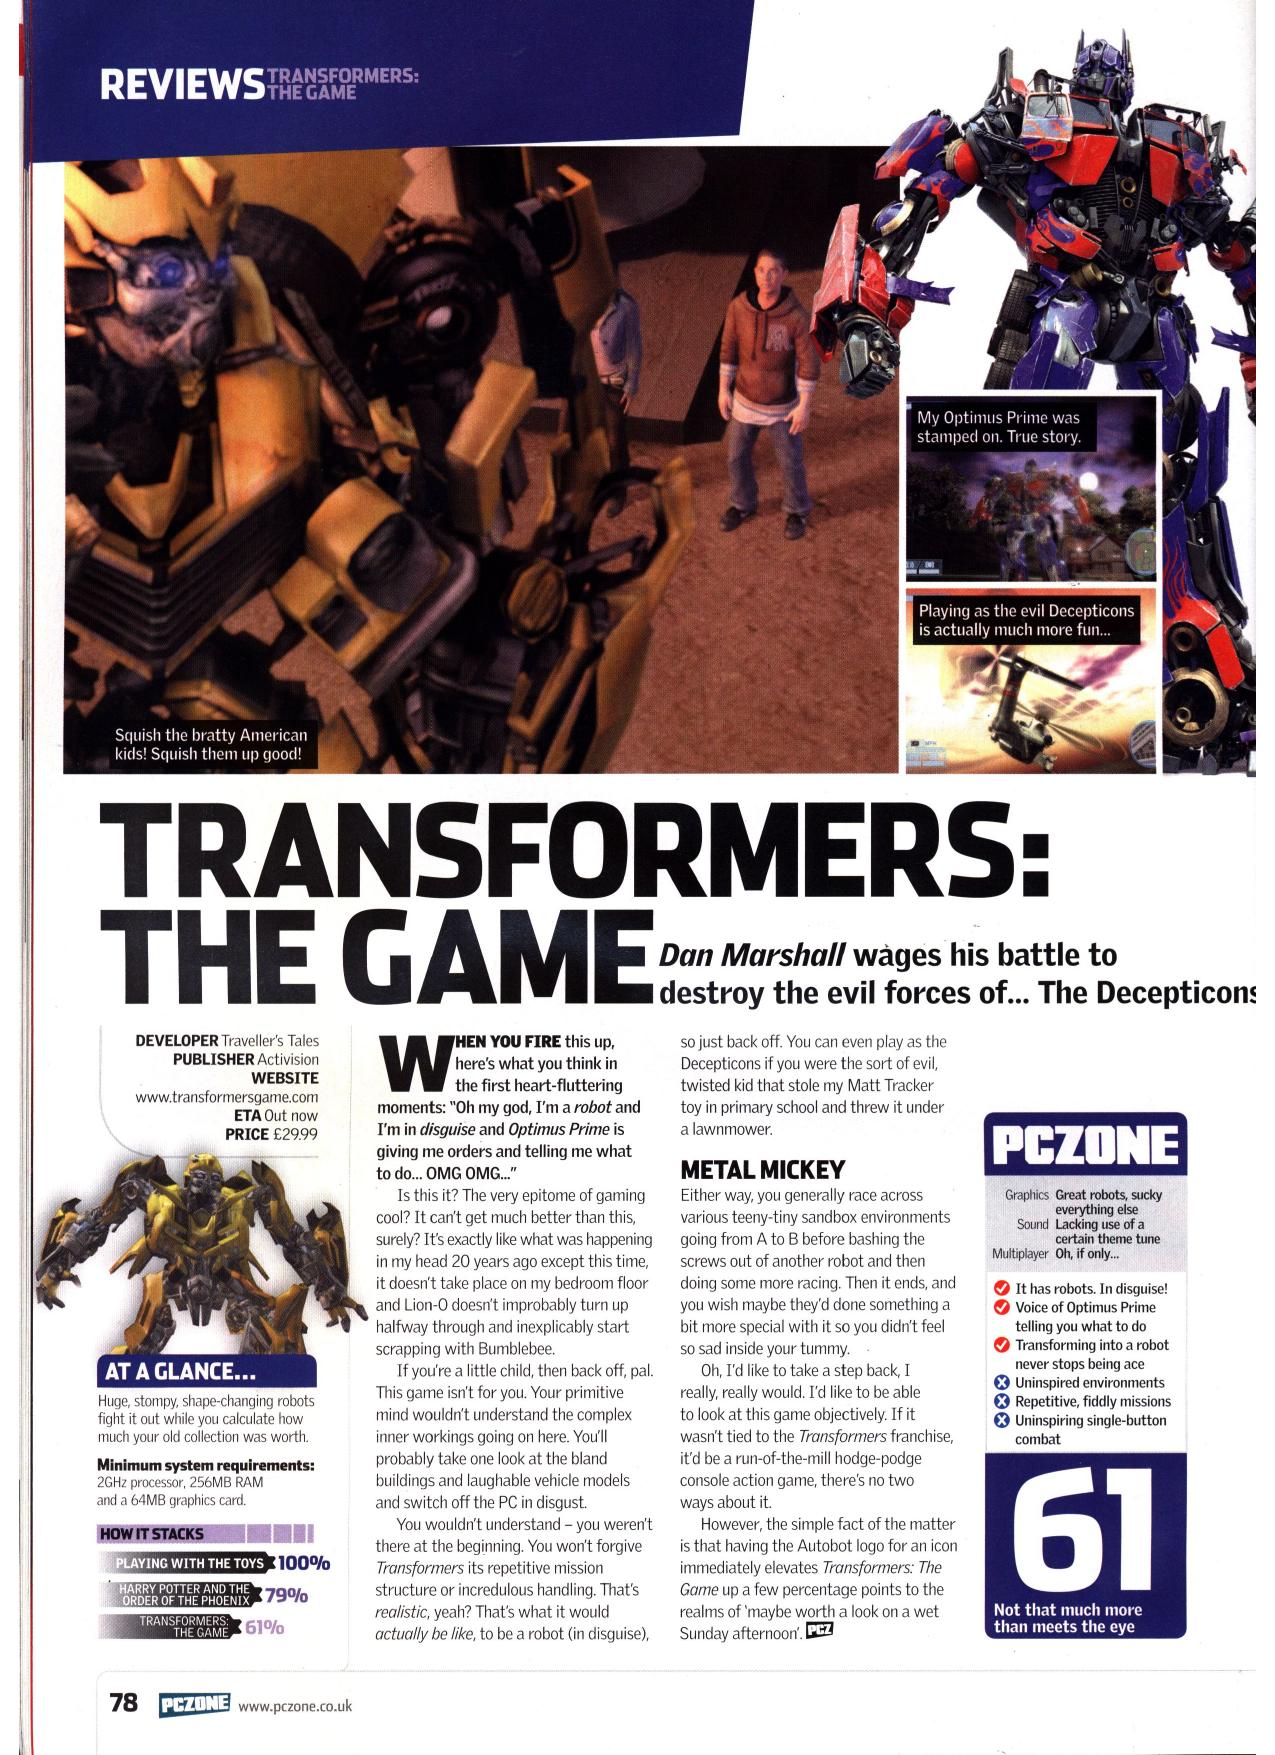 REVIEWS TRANSFORMERS:
THE GAME
My Optimus Prime was
stamped on. True story.
Playing as the evil Decepticons
is actually much more fun...
Squish the bratty American
kids! Squish them up good!
TRANSFORMERS:
THE GAME
Dan Marshall wages his battle to
destroy the evil forces of... The Decepticons
DEVELOPER Traveller's Tales
PUBLISHER Activision
WEBSITE
www.transformersgame.com
ETA Out now
PRICE £29.99
AT A GLANCE...
Huge, stompy, shape-changing robots
fight it out while you calculate how
much your old collection was worth.
Minimum system requirements:
2GHz processor, 256MB RAM
and a 64MB graphics card.
HOW IT STACKS
PLAYING WITH THE TOYS 100%
HARRY POTTER AND THE
ORDER OF THE PHOENIX 79%
TRANSFORMERS:
THE GAME 61%
WHEN YOU FIRE this up,
here's what you think in
the first heart-fluttering
moments: "Oh my god, I'm a robot and
I'm in disguise and Optimus Prime is
giving me orders and telling me what
to do... OMG OMG..."
Is this it? The very epitome of gaming
cool? It can't get much better than this,
surely? It's exactly like what was happening
in my head 20 years ago except this time,
it doesn't take place on my bedroom floor
and Lion-O doesn't improbably turn up
halfway through and inexplicably start
scrapping with Bumblebee.
If you're a little child, then back off, pal.
This game isn't for you. Your primitive
mind wouldn't understand the complex
inner workings going on here. You'll
probably take one look at the bland
buildings and laughable vehicle models
and switch off the PC in disgust.
You wouldn't understand – you weren't
there at the beginning. You won't forgive
Transformers its repetitive mission
structure or incredulous handling. That's
realistic, yeah? That's what it would
actually be like, to be a robot (in disguise),
so just back off. You can even play as the
Decepticons if you were the sort of evil,
twisted kid that stole my Matt Tracker
toy in primary school and threw it under
a lawnmower.
METAL MICKEY
Either way, you generally race across
various teeny-tiny sandbox environments
going from A to B before bashing the
screws out of another robot and then
doing some more racing. Then it ends, and
you wish maybe they'd done something a
bit more special with it so you didn't feel
so sad inside your tummy.
Oh, I'd like to take a step back, I
really, really would. I'd like to be able
to look at this game objectively. If it
wasn't tied to the Transformers franchise,
it'd be a run-of-the-mill hodge-podge
console action game, there's no two
ways about it.
However, the simple fact of the matter
is that having the Autobot logo for an icon
immediately elevates Transformers: The
Game up a few percentage points to the
realms of 'maybe worth a look on a wet
Sunday afternoon'. PCZ
PCZONE
Graphics Great robots, sucky
everything else
Sound Lacking use of a
certain theme tune
Multiplayer Oh, if only...
It has robots. In disguise!
Voice of Optimus Prime
telling you what to do
Transforming into a robot
never stops being ace
Uninspired environments
Repetitive, fiddly missions
Uninspiring single-button
combat
61
Not that much more
than meets the eye
78 PCZONE www.pczone.co.uk